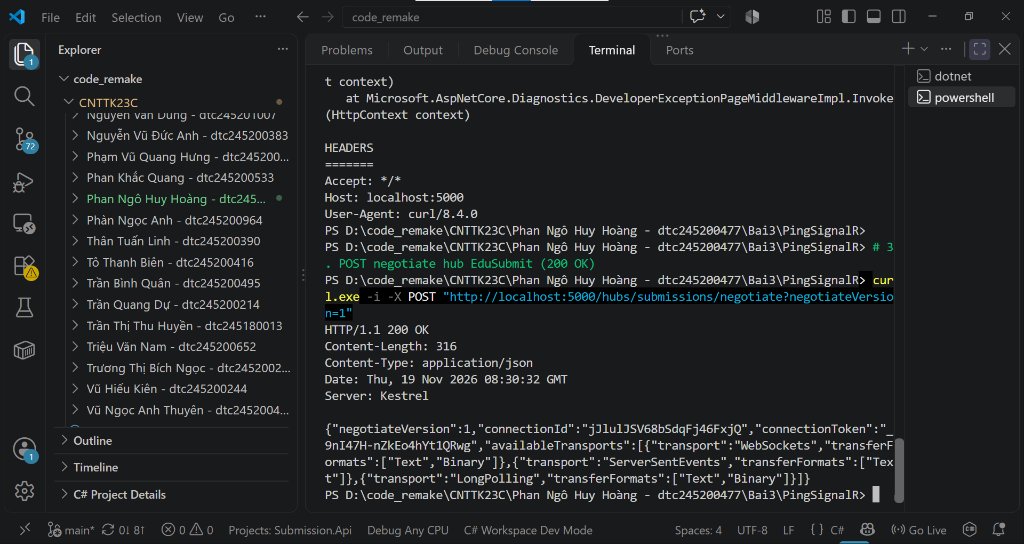 File Edit Selection View Go ··· code_remake
Explorer ···
code_remake
CNTTK23C
Nguyễn Văn Dũng - dtc245201007
Nguyễn Vũ Đức Anh - dtc245200383
Phạm Vũ Quang Hưng - dtc245200...
Phan Khắc Quang - dtc245200533
Phan Ngô Huy Hoàng - dtc245...
Phàn Ngọc Anh - dtc245200964
Thân Tuấn Linh - dtc245200390
Tô Thanh Biên - dtc245200416
Trần Bình Quân - dtc245200495
Trần Quang Dự - dtc245200214
Trần Thị Thu Huyền - dtc245180013
Triệu Văn Nam - dtc245200652
Trương Thị Bích Ngọc - dtc2452002...
Vũ Hiếu Kiên - dtc245200244
Vũ Ngọc Anh Thuyên - dtc2452004...
Outline
Timeline
C# Project Details
1
72
1
Problems Output Debug Console Terminal Ports
t context)
at Microsoft.AspNetCore.Diagnostics.DeveloperExceptionPageMiddlewareImpl.Invoke
(HttpContext context)
HEADERS
=======
Accept: */*
Host: localhost:5000
User-Agent: curl/8.4.0
PS D:\code_remake\CNTTK23C\Phan Ngô Huy Hoàng - dtc245200477\Bai3\PingSignalR>
PS D:\code_remake\CNTTK23C\Phan Ngô Huy Hoàng - dtc245200477\Bai3\PingSignalR> # 3
. POST negotiate hub EduSubmit (200 OK)
PS D:\code_remake\CNTTK23C\Phan Ngô Huy Hoàng - dtc245200477\Bai3\PingSignalR> cur
l.exe -i -X POST "http://localhost:5000/hubs/submissions/negotiate?negotiateVersio
n=1"
HTTP/1.1 200 OK
Content-Length: 316
Content-Type: application/json
Date: Thu, 19 Nov 2026 08:30:32 GMT
Server: Kestrel
{"negotiateVersion":1,"connectionId":"jJlulJSV68bSdqFj46FxjQ","connectionToken":"_
9nI47H-nZkEo4hYt1QRwg","availableTransports":[{"transport":"WebSockets","transferF
ormats":["Text","Binary"]},{"transport":"ServerSentEvents","transferFormats":["Tex
t"]},{"transport":"LongPolling","transferFormats":["Text","Binary"]}]}
PS D:\code_remake\CNTTK23C\Phan Ngô Huy Hoàng - dtc245200477\Bai3\PingSignalR>
dotnet
powershell
main* 0↓ 8↑ 0 0 Projects: Submission.Api Debug Any CPU C# Workspace Dev Mode Spaces: 4 UTF-8 LF {} C# Go Live